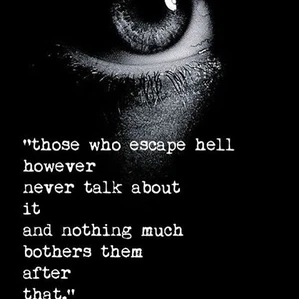 "those who escape hell
however
never talk about
it
and nothing much
bothers them
after
that."